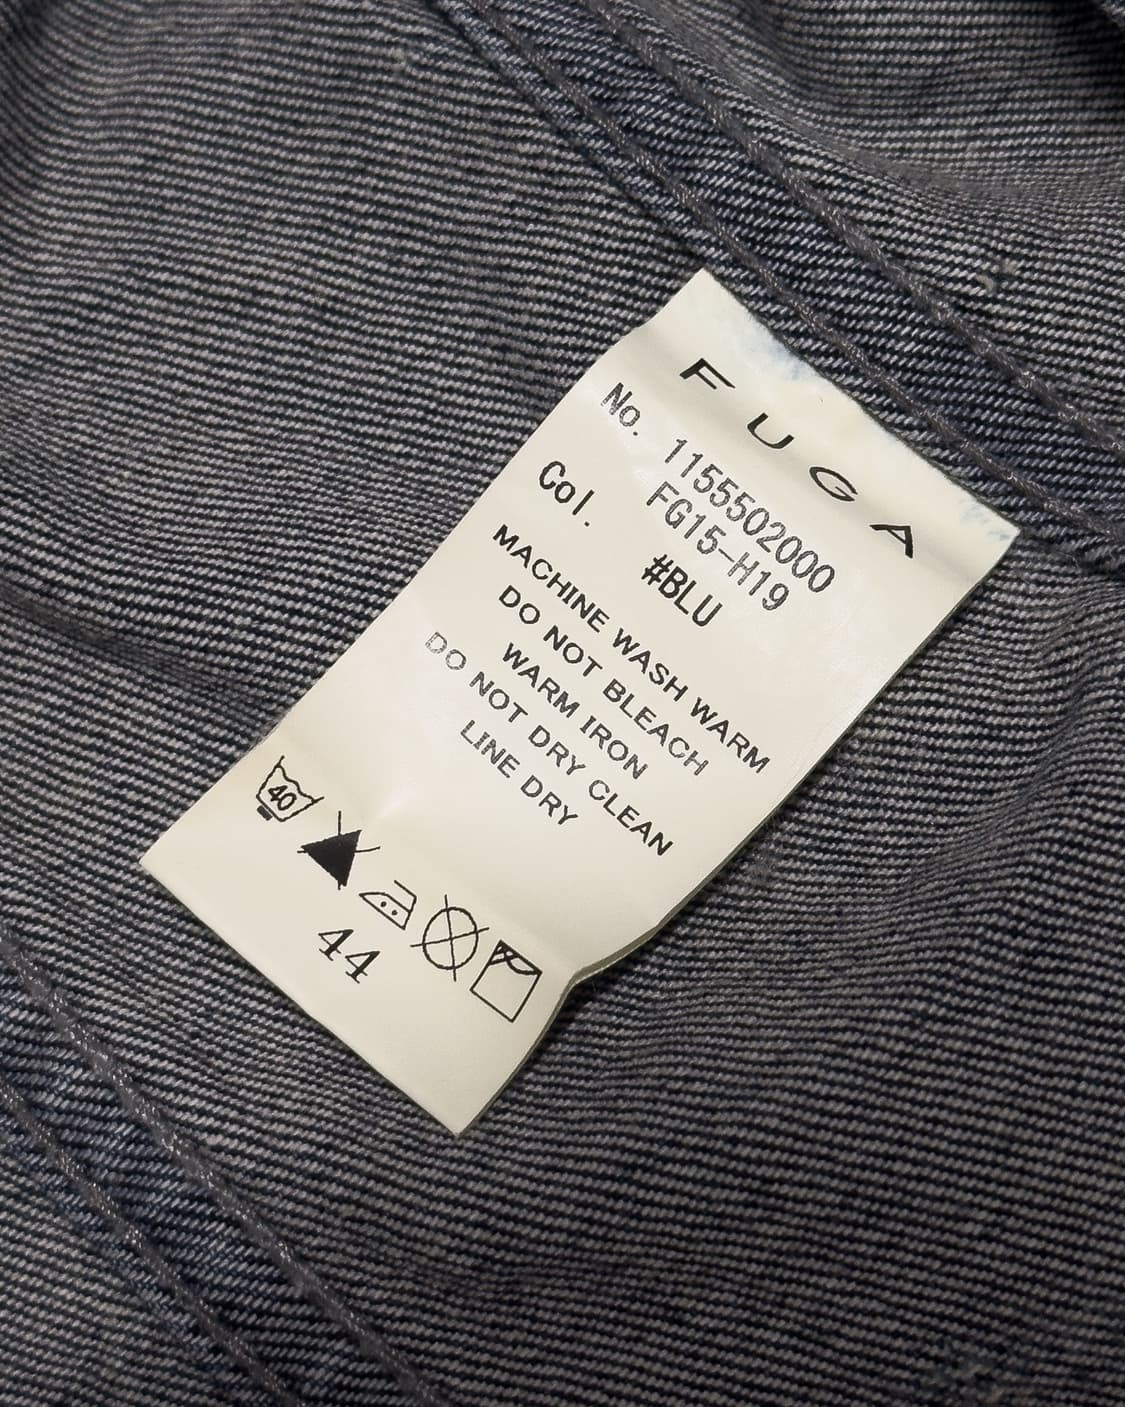 FUGA
No. 1155502000
FG15-H19
Col. #BLU
MACHINE WASH WARM
DO NOT BLEACH
WARM IRON
DO NOT DRY CLEAN
LINE DRY
40
44